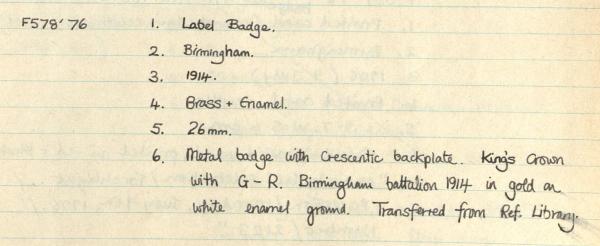 F578'76 1. Label Badge.
2. Birmingham.
3. 1914.
4. Brass + Enamel.
5. 26mm.
6. Metal badge with crescentic backplate. King's Crown
with G-R. Birmingham battalion 1914 in gold on
white enamel ground. Transferred from Ref. Library.